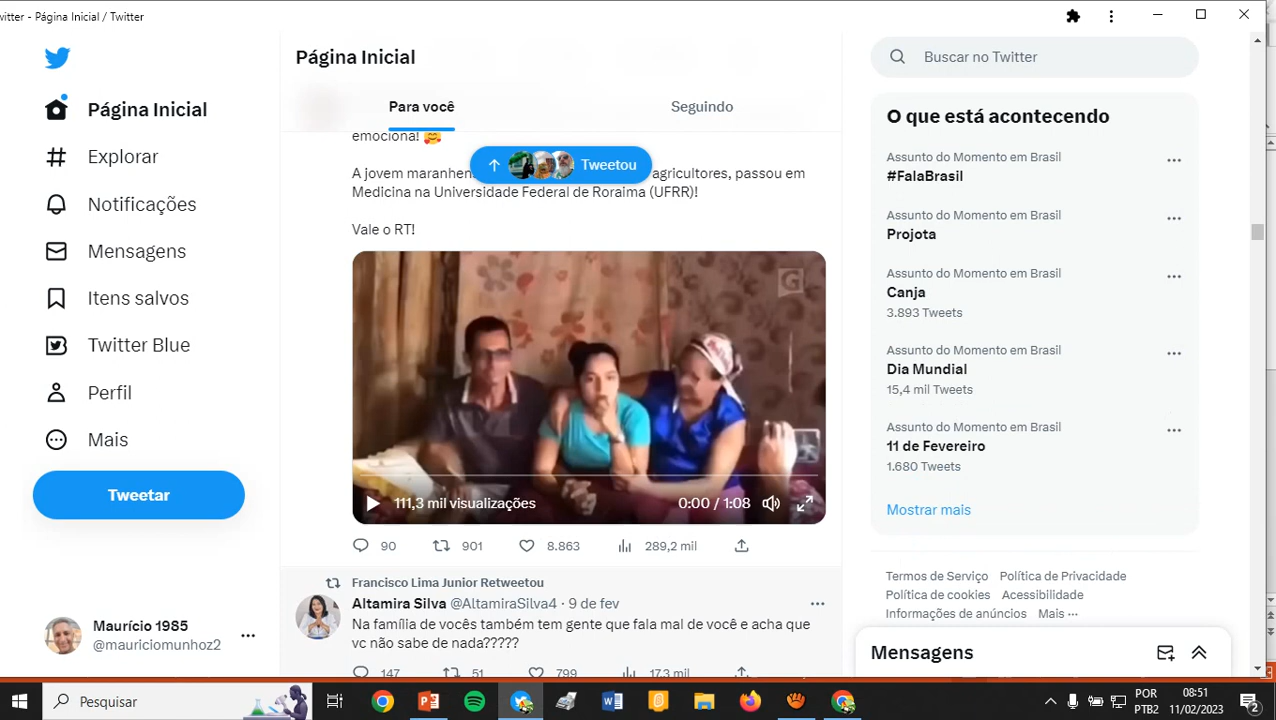 witter - Página Inicial / Twitter
Página Inicial
Explorar
Notificações
Mensagens
Itens salvos
Twitter Blue
Perfil
Mais
Tweetar
Maurício 1985
@mauriciomunhoz2
Página Inicial
Para você
Seguindo
emociona!
Tweetou
A jovem maranhen agricultores, passou em
Medicina na Universidade Federal de Roraima (UFRR)!
Vale o RT!
G
111,3 mil visualizações
0:00 / 1:08
90 901 8.863 289,2 mil
Francisco Lima Junior Retweetou
Altamira Silva @AltamiraSilva4 · 9 de fev
Na família de vocês também tem gente que fala mal de você e acha que
vc não sabe de nada?????
147 51 799 17,3 mil
Buscar no Twitter
O que está acontecendo
Assunto do Momento em Brasil
#FalaBrasil
Assunto do Momento em Brasil
Projota
Assunto do Momento em Brasil
Canja
3.893 Tweets
Assunto do Momento em Brasil
Dia Mundial
15,4 mil Tweets
Assunto do Momento em Brasil
11 de Fevereiro
1.680 Tweets
Mostrar mais
Termos de Serviço Política de Privacidade
Política de cookies Acessibilidade
Informações de anúncios Mais ...
Mensagens
Pesquisar
POR
PTB2
08:51
11/02/2023
2